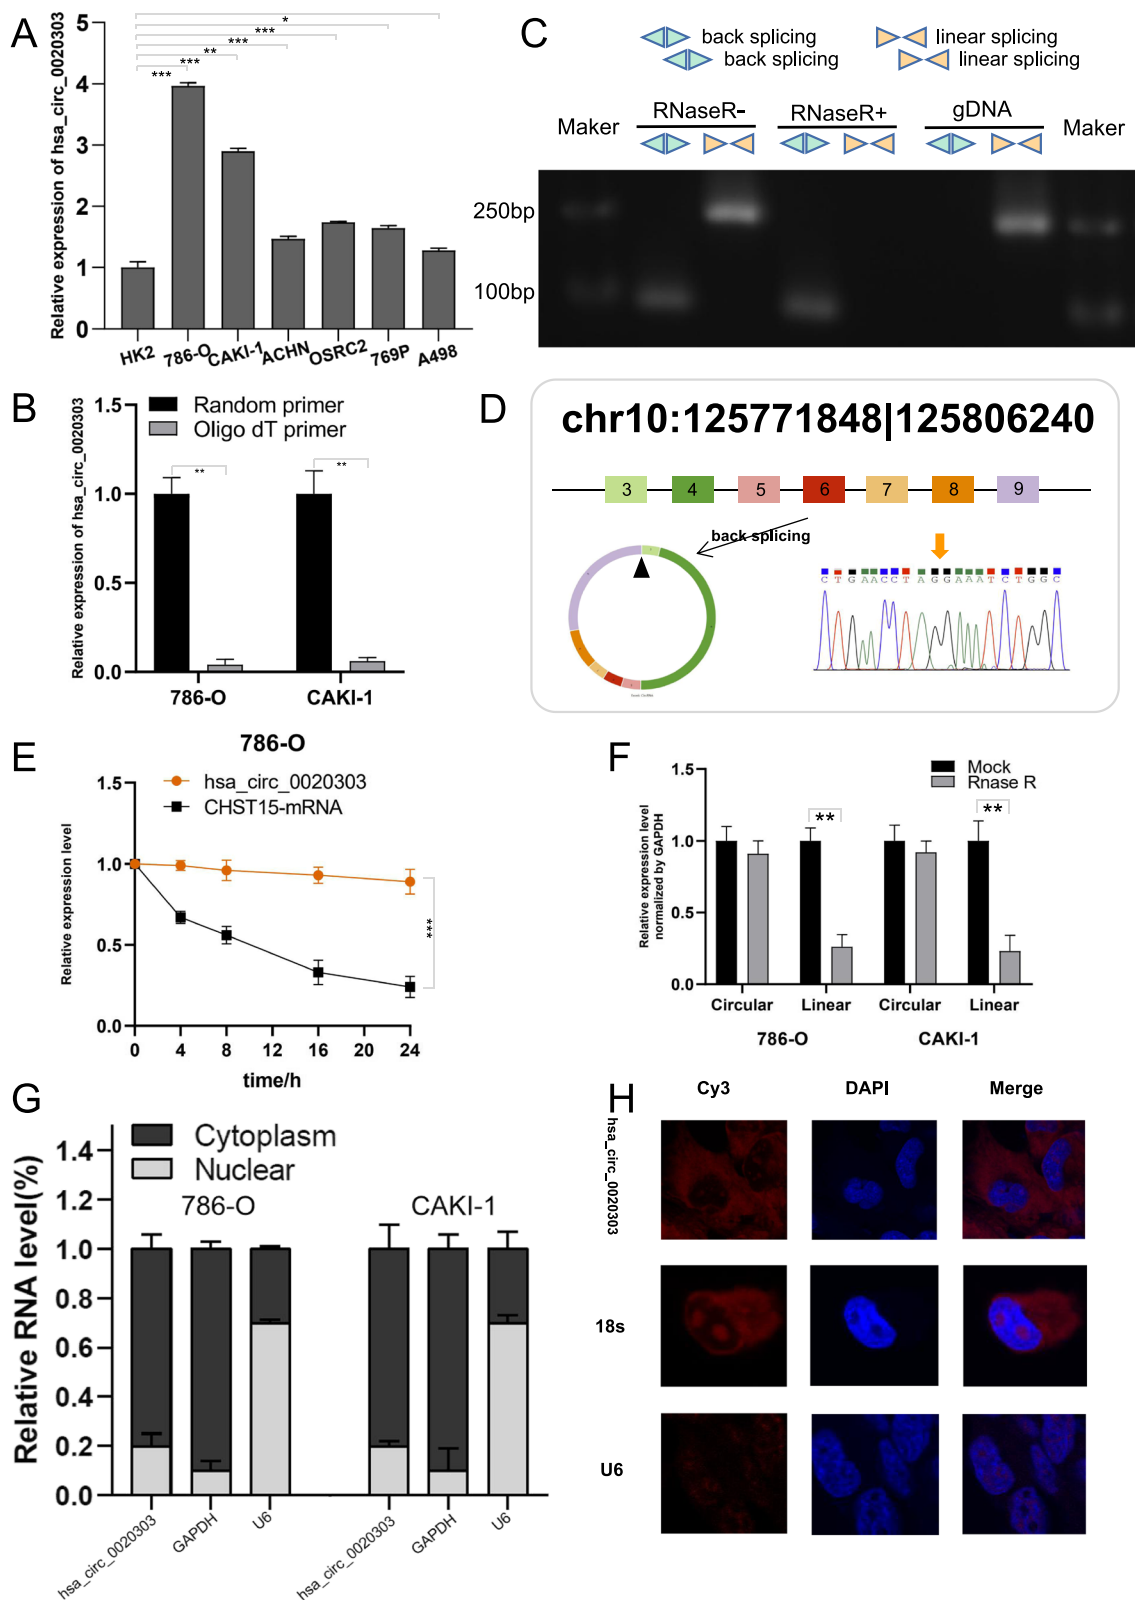 A
Relative expression of hsa_circ_0020303
5
4
3
2
1
0
*
***
***
**
***
***
HK2
786-O
CAKI-1
ACHN
OSRC2
769P
A498
B
Relative expression of hsa_circ_0020303
1.5
1.0
0.5
0.0
Random primer
Oligo dT primer
**
**
786-O
CAKI-1
C
back splicing
linear splicing
back splicing
linear splicing
Maker
RNaseR-
RNaseR+
gDNA
Maker
250bp
100bp
D
chr10:125771848|125806240
3 4 5 6 7 8 9
back splicing
CTGAACCTAGGAAATCTGGC
E
786-O
hsa_circ_0020303
CHST15-mRNA
Relative expression level
1.5
1.0
0.5
0.0
***
0 4 8 12 16 20 24
time/h
F
Mock
Rnase R
Relative expression level
normalized by GAPDH
1.5
1.0
0.5
0.0
**
**
Circular Linear Circular Linear
786-O CAKI-1
G
Cytoplasm
Nuclear
786-O
CAKI-1
Relative RNA level(%)
1.4
1.2
1.0
0.8
0.6
0.4
0.2
0.0
hsa_circ_0020303
GAPDH
U6
hsa_circ_0020303
GAPDH
U6
H
Cy3 DAPI Merge
hsa_circ_0020303
18s
U6